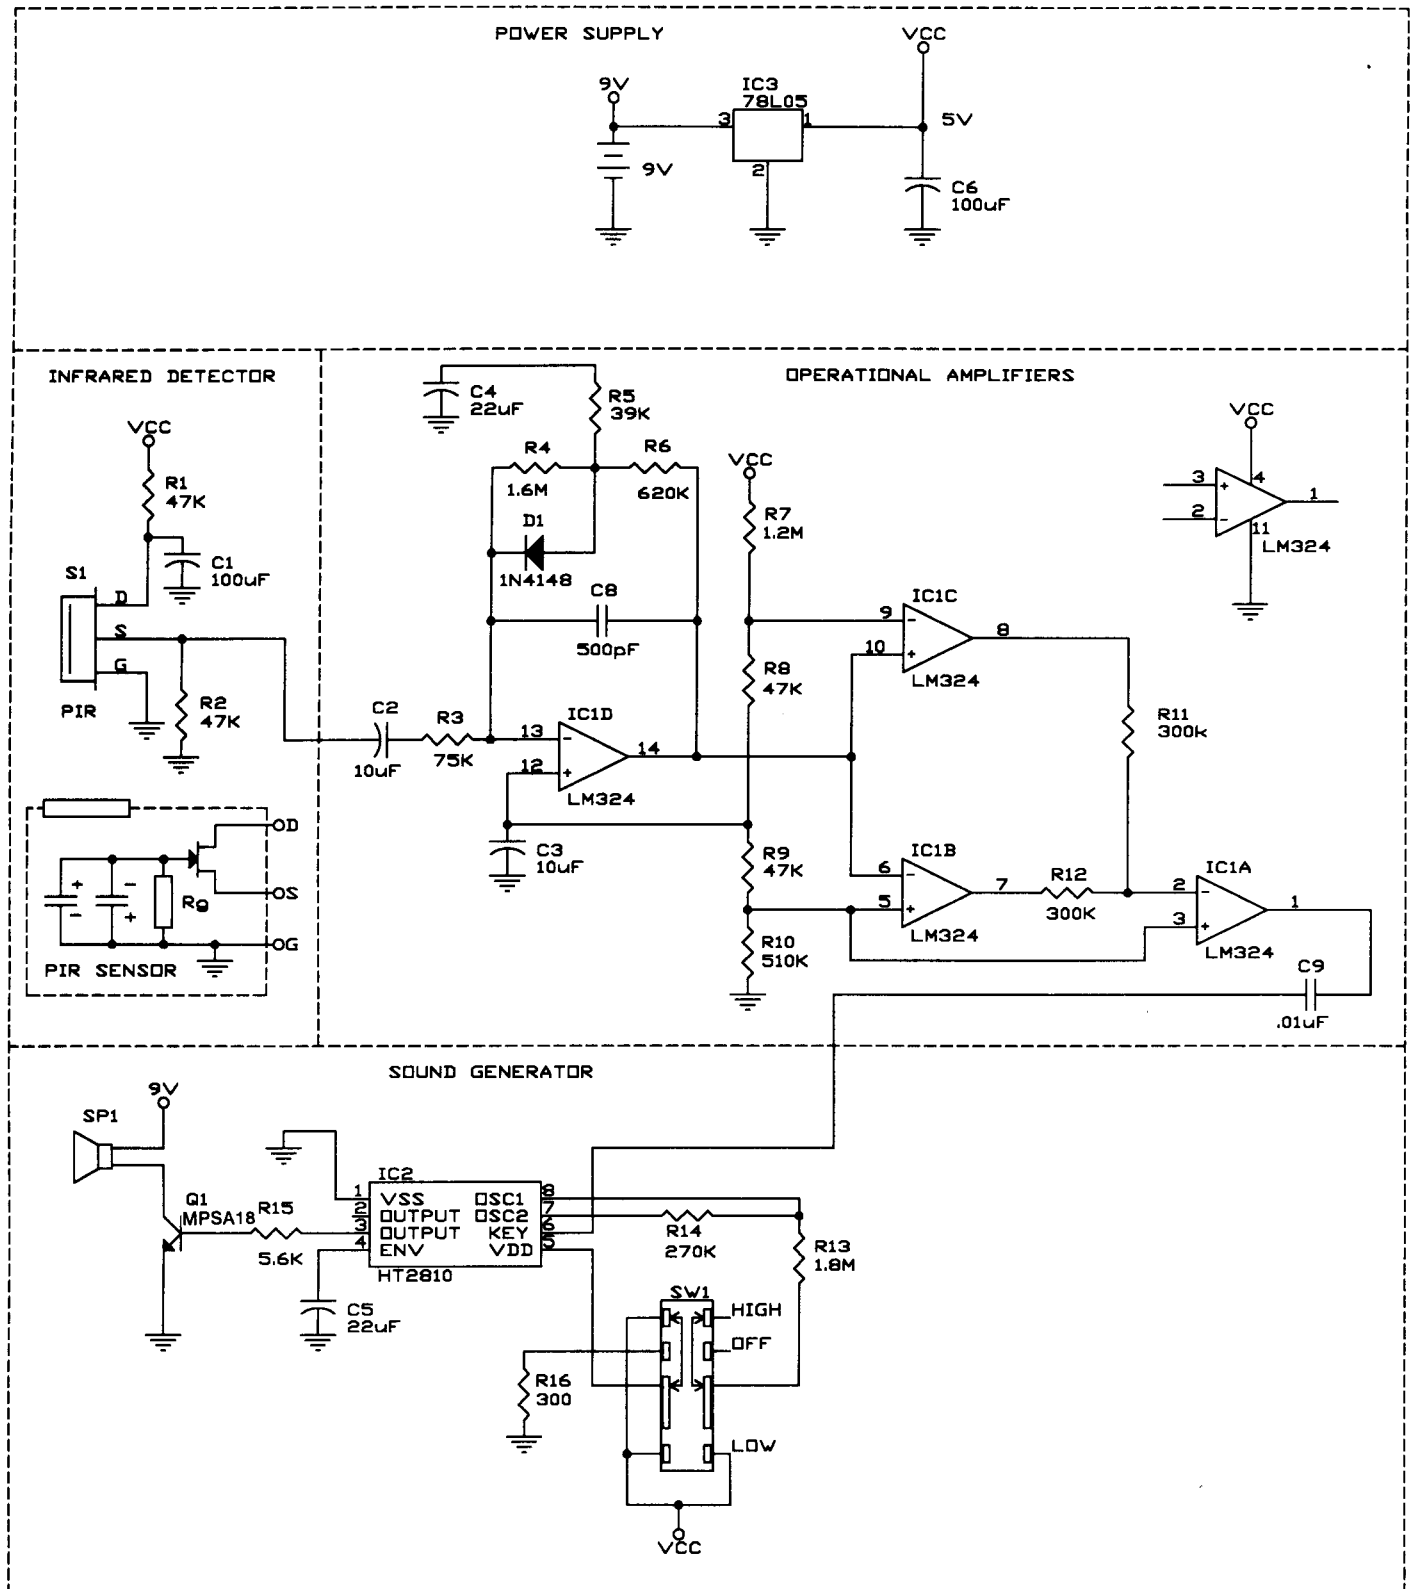 POWER SUPPLY
VCC
9V
IC3
78L05
3
1
5V
2
9V
C6
100uF
INFRARED DETECTOR
VCC
R1
47K
C1
100uF
S1
D
S
G
PIR
R2
47K
D
S
G
+
-
-
+
Rg
PIR SENSOR
OPERATIONAL AMPLIFIERS
C4
22uF
R5
39K
R4
1.6M
R6
620K
D1
1N4148
C8
500pF
C2
10uF
R3
75K
IC1D
13
-
12
+
14
LM324
C3
10uF
VCC
R7
1.2M
R8
47K
R9
47K
R10
510K
IC1C
9
-
10
+
8
LM324
R11
300k
IC1B
6
-
5
+
7
LM324
R12
300K
IC1A
2
-
3
+
1
LM324
C9
.01uF
VCC
3
+
4
2
-
1
11
LM324
SOUND GENERATOR
9V
SP1
Q1
MPSA18
R15
5.6K
IC2
1 VSS OSC1 8
2 OUTPUT OSC2 7
3 OUTPUT KEY 6
4 ENV VDD 5
HT2810
C5
22uF
R14
270K
R13
1.8M
SW1
HIGH
OFF
LOW
R16
300
VCC